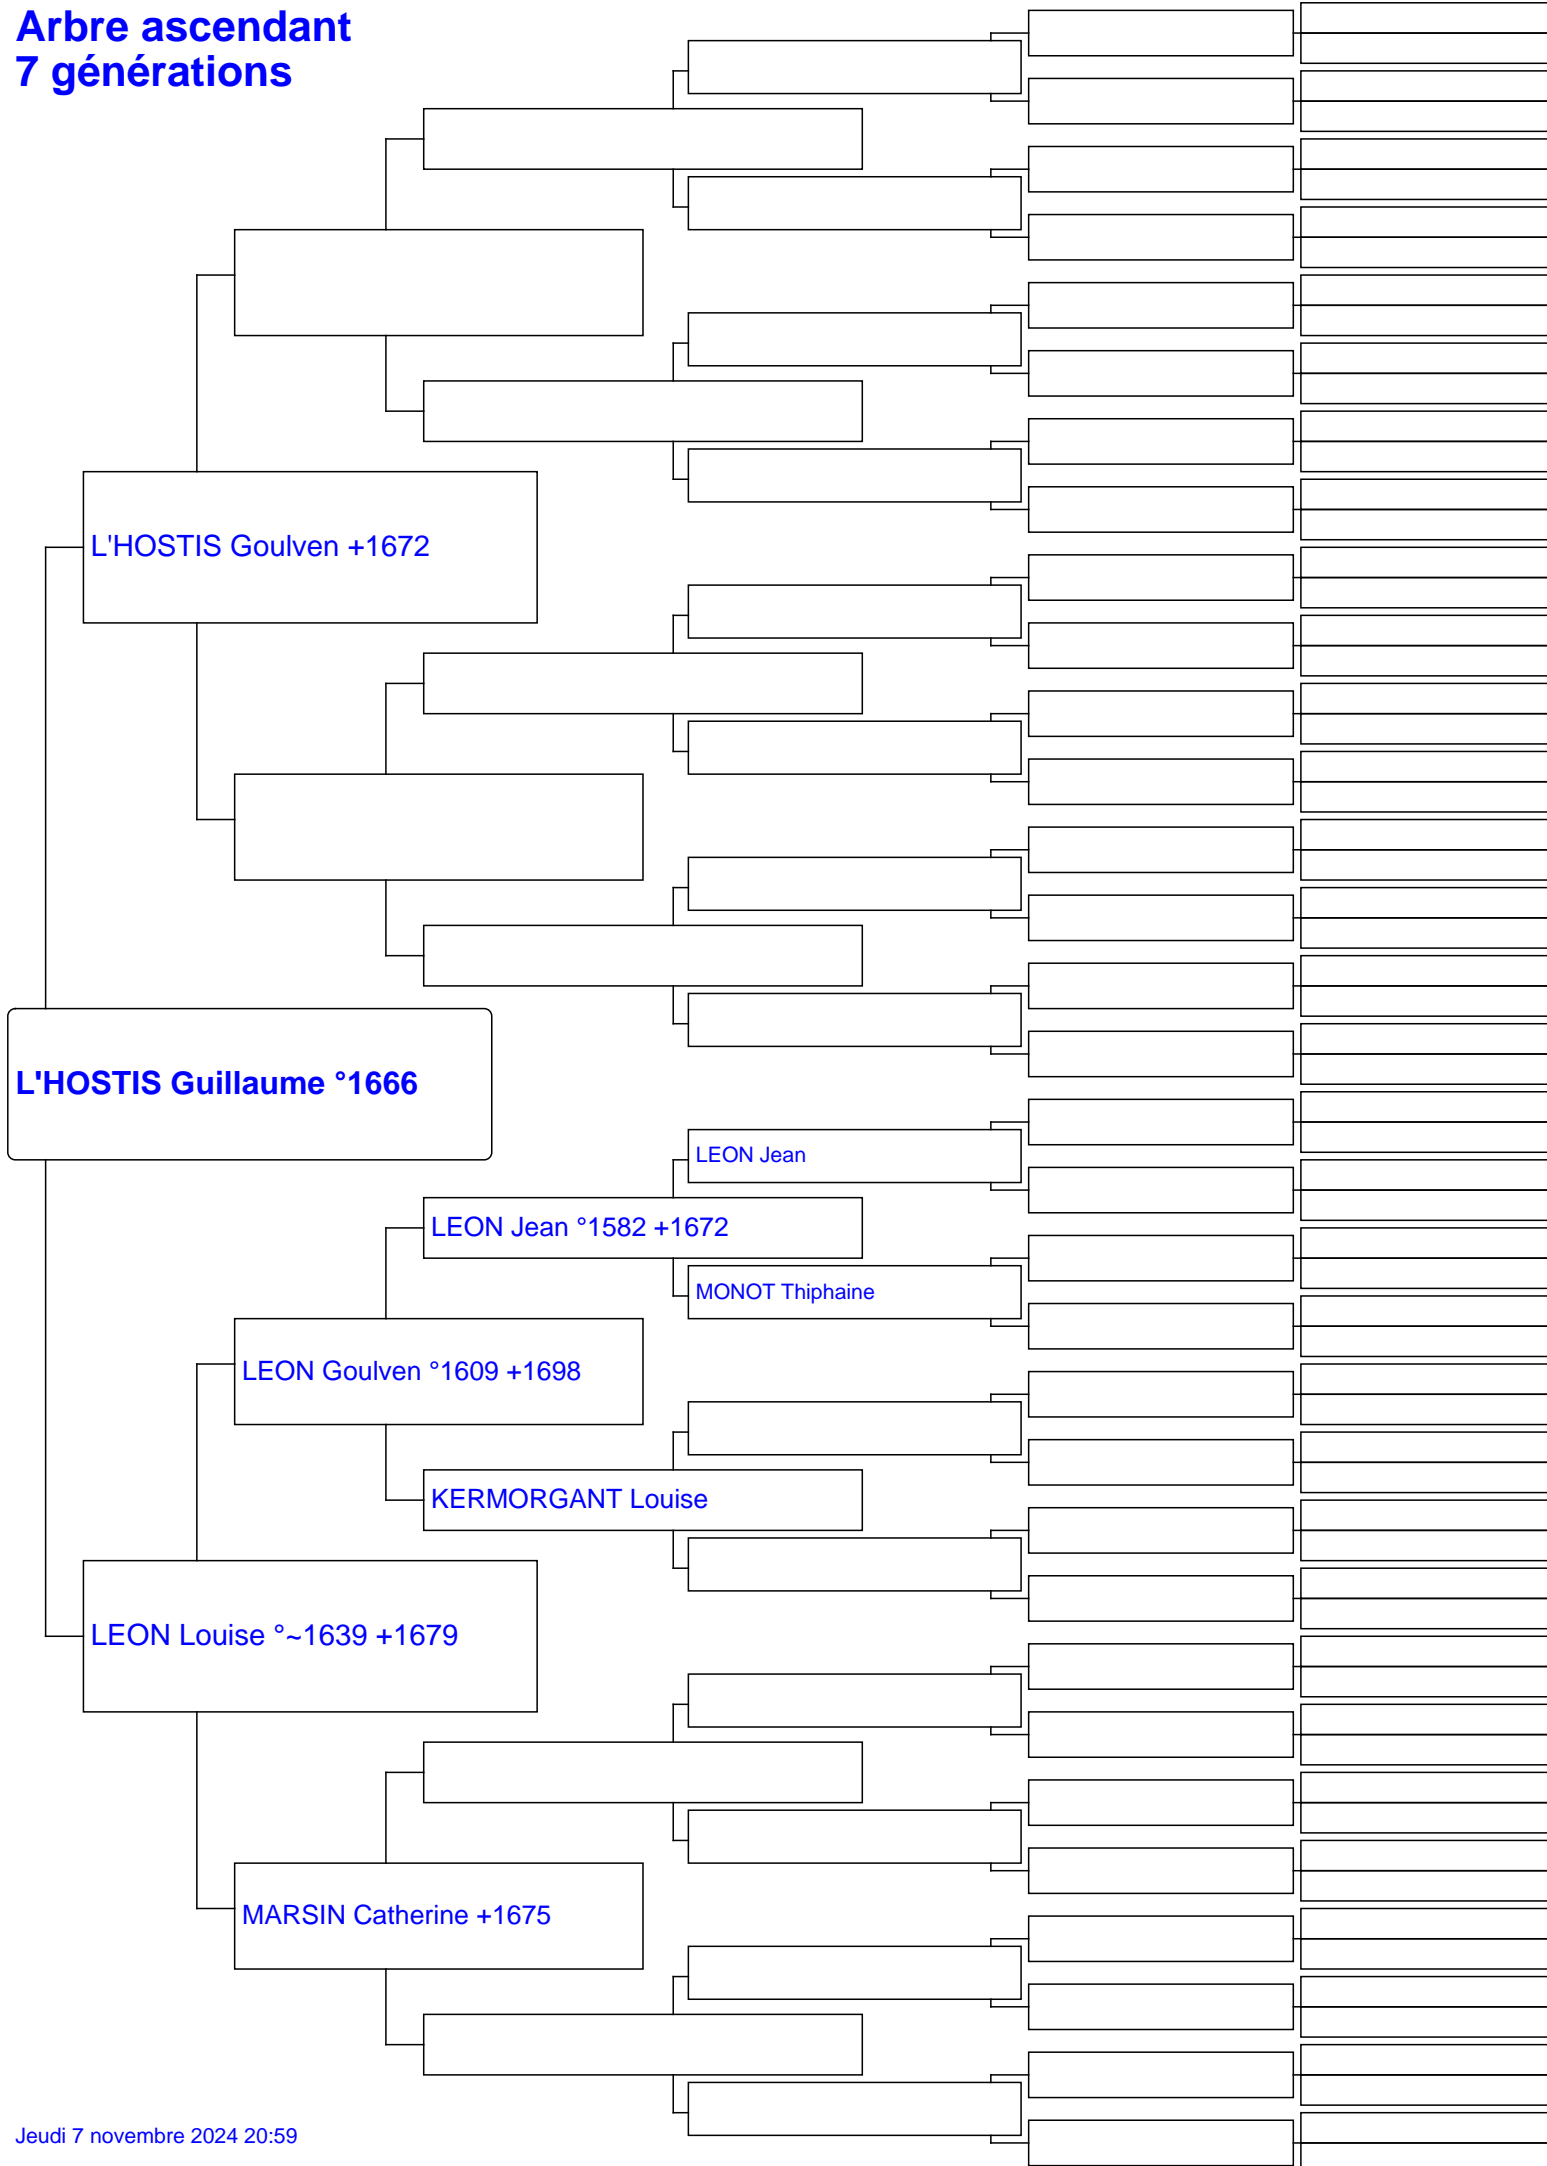 Arbre ascendant
7 générations
L'HOSTIS Goulven +1672
L'HOSTIS Guillaume °1666
LEON Jean
LEON Jean °1582 +1672
MONOT Thiphaine
LEON Goulven °1609 +1698
KERMORGANT Louise
LEON Louise °~1639 +1679
MARSIN Catherine +1675
Jeudi 7 novembre 2024 20:59